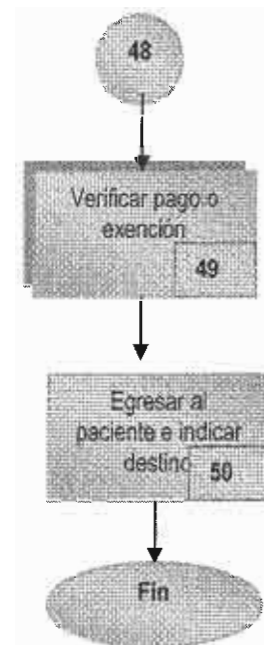 48
Verificar pago o
exención
49
Egresar al
paciente e indicar
destino
50
Fin